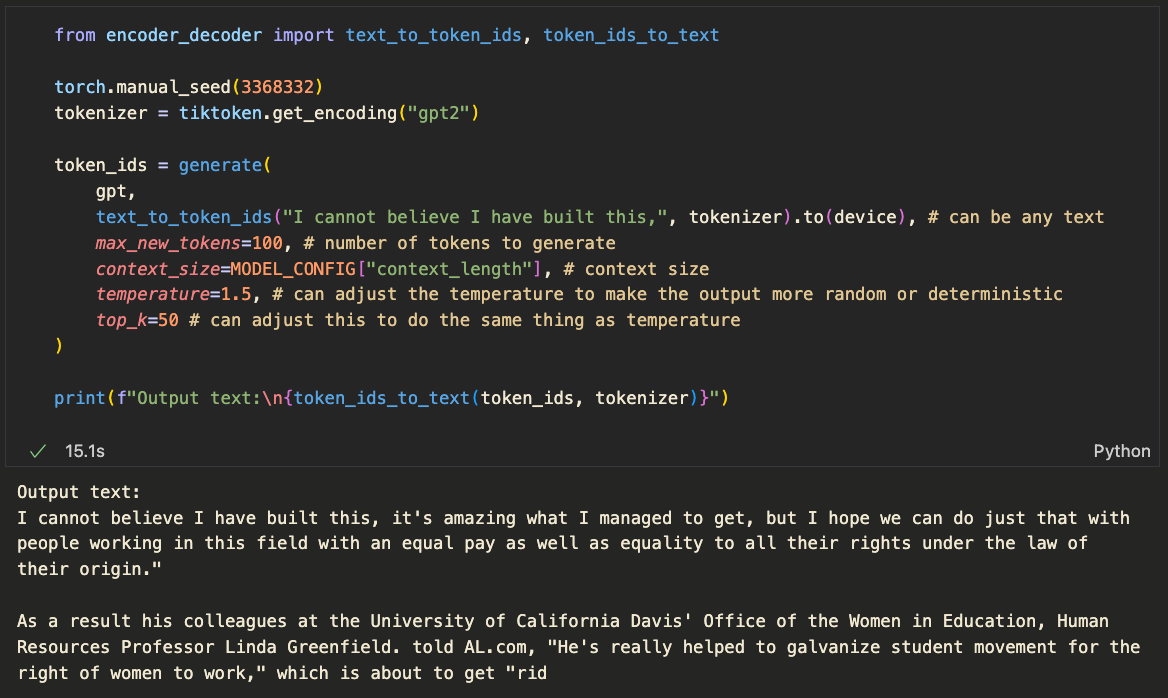 from encoder_decoder import text_to_token_ids, token_ids_to_text
torch.manual_seed(3368332)
tokenizer = tiktoken.get_encoding("gpt2")
token_ids = generate(
gpt,
text_to_token_ids("I cannot believe I have built this,", tokenizer).to(device), # can be any text
max_new_tokens=100, # number of tokens to generate
context_size=MODEL_CONFIG["context_length"], # context size
temperature=1.5, # can adjust the temperature to make the output more random or deterministic
top_k=50 # can adjust this to do the same thing as temperature
)
print(f"Output text:\n{token_ids_to_text(token_ids, tokenizer)}")
15.1s
Python
Output text:
I cannot believe I have built this, it's amazing what I managed to get, but I hope we can do just that with
people working in this field with an equal pay as well as equality to all their rights under the law of
their origin."
As a result his colleagues at the University of California Davis' Office of the Women in Education, Human
Resources Professor Linda Greenfield. told AL.com, "He's really helped to galvanize student movement for the
right of women to work," which is about to get "rid